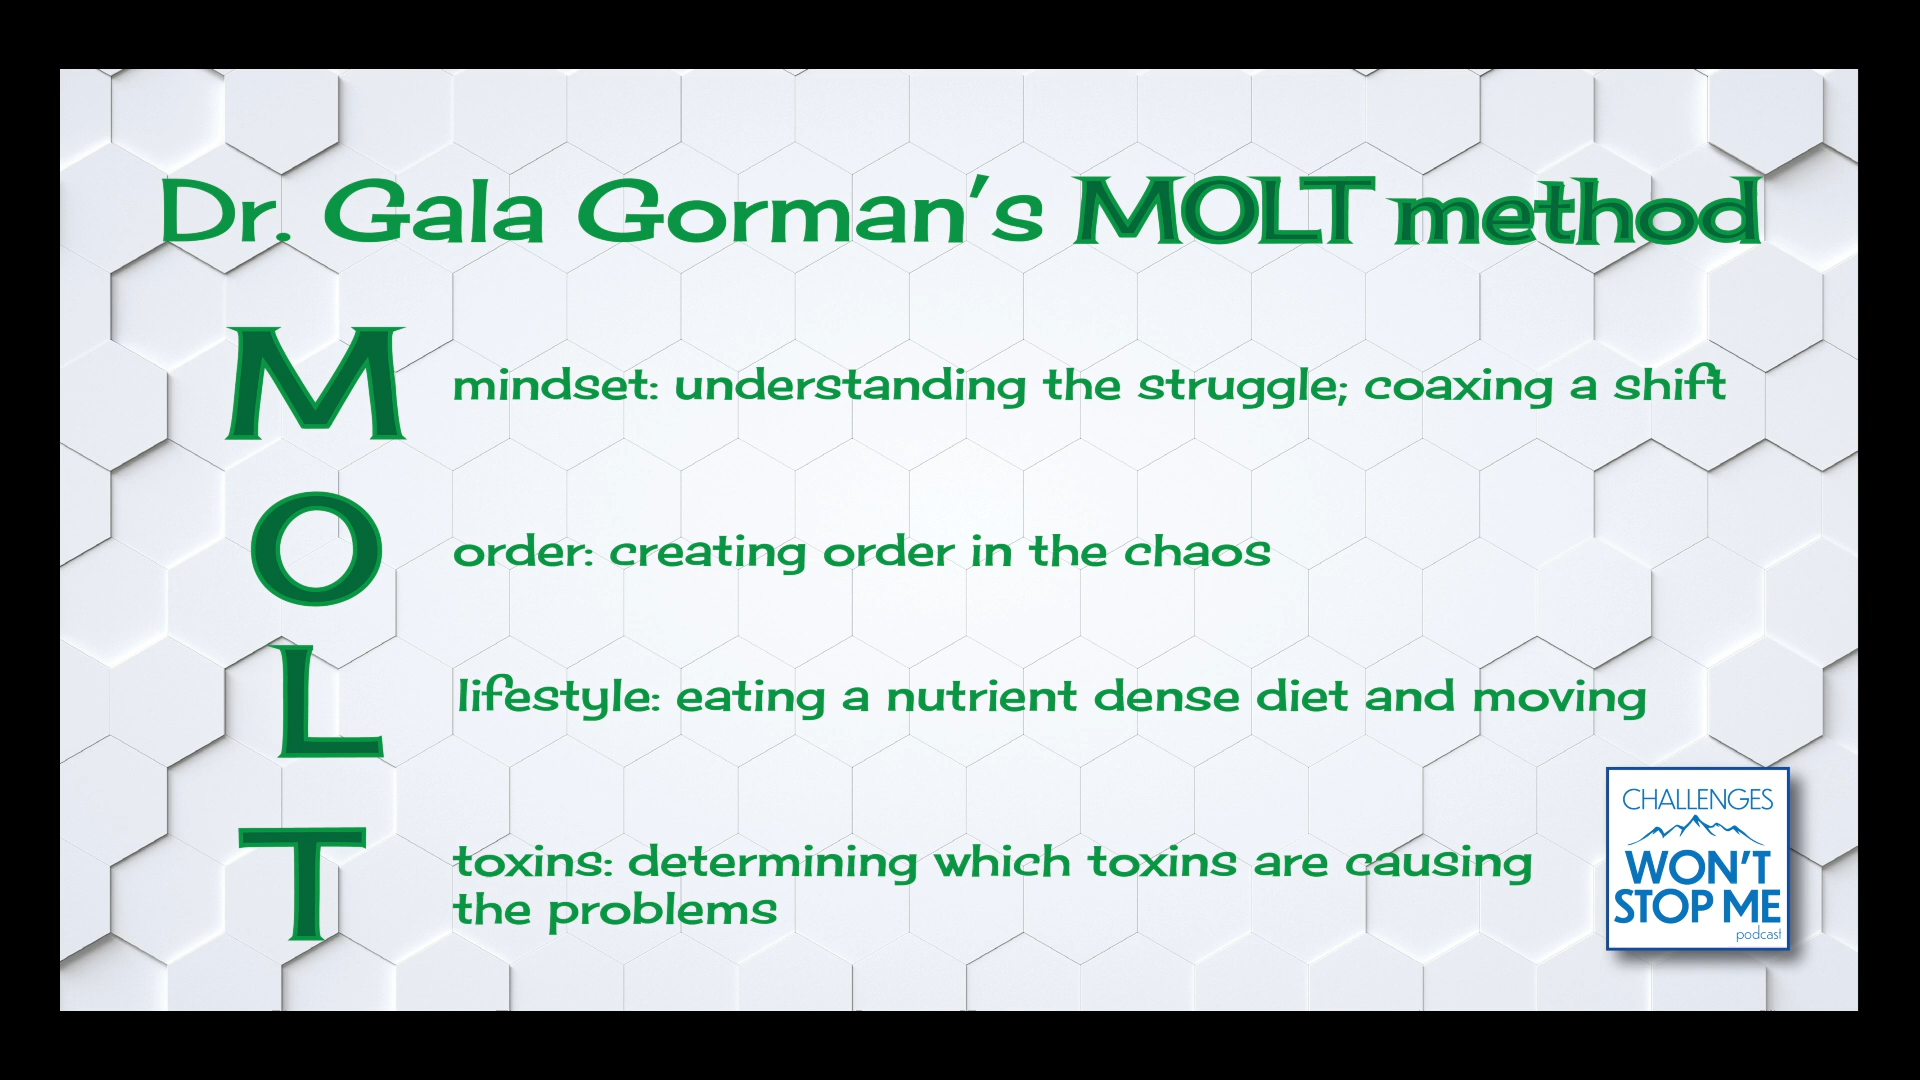 Dr. Gala Gorman's MOLT method
M
mindset: understanding the struggle; coaxing a shift
O
order: creating order in the chaos
L
lifestyle: eating a nutrient dense diet and moving
T
toxins: determining which toxins are causing
the problems
CHALLENGES
WON'T
STOP ME
podcast